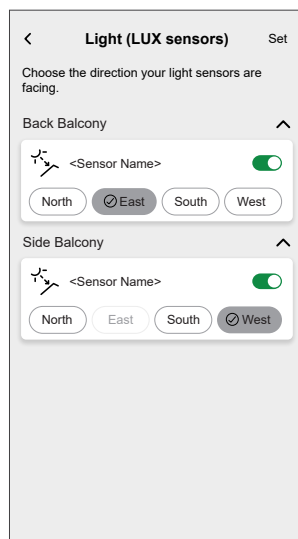 Light (LUX sensors) Set
Choose the direction your light sensors are
facing.
Back Balcony
<Sensor Name>
North East South West
Side Balcony
<Sensor Name>
North East South West